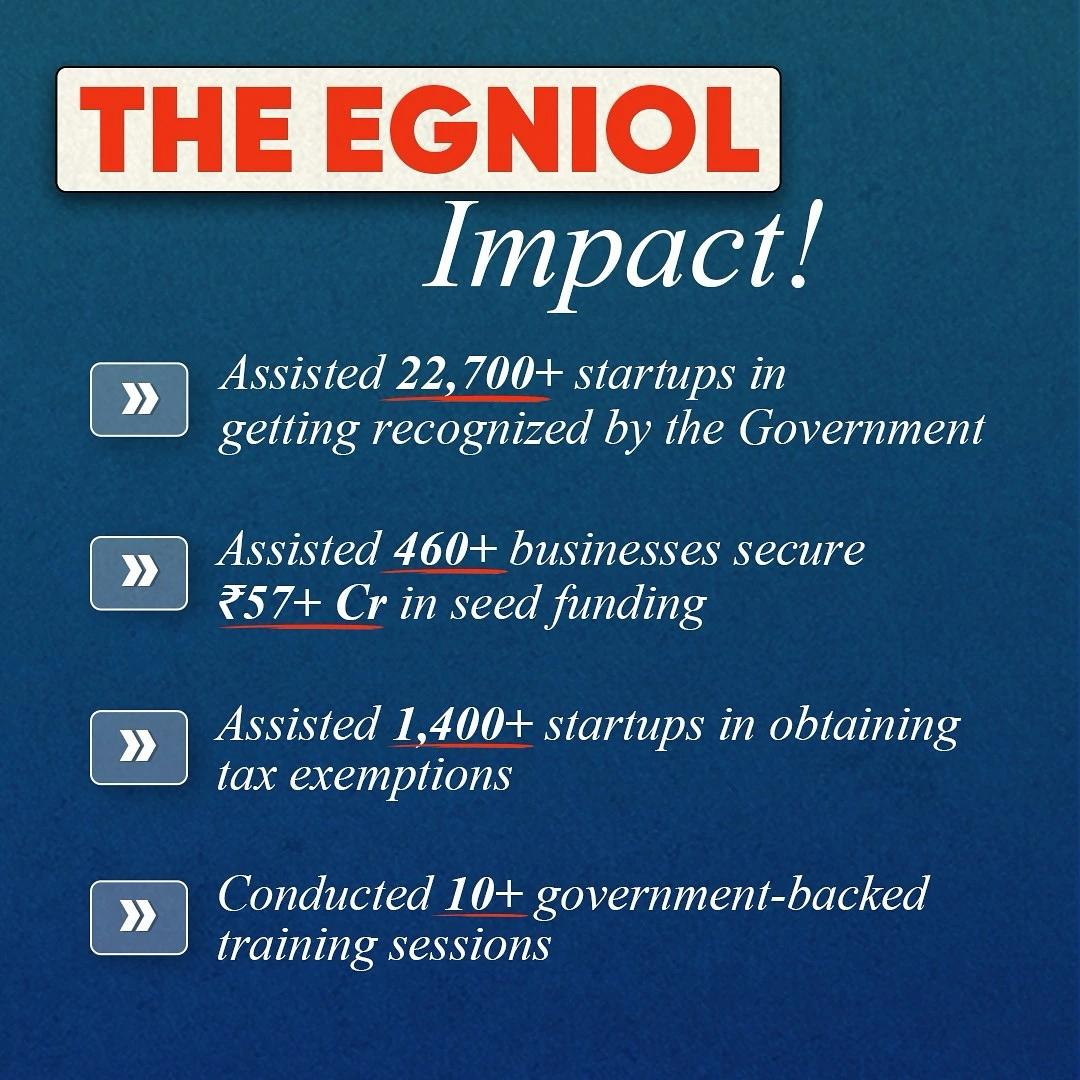 THE EGNIOL
Impact!
» Assisted 22,700+ startups in
getting recognized by the Government
» Assisted 460+ businesses secure
₹57+ Cr in seed funding
» Assisted 1,400+ startups in obtaining
tax exemptions
» Conducted 10+ government-backed
training sessions